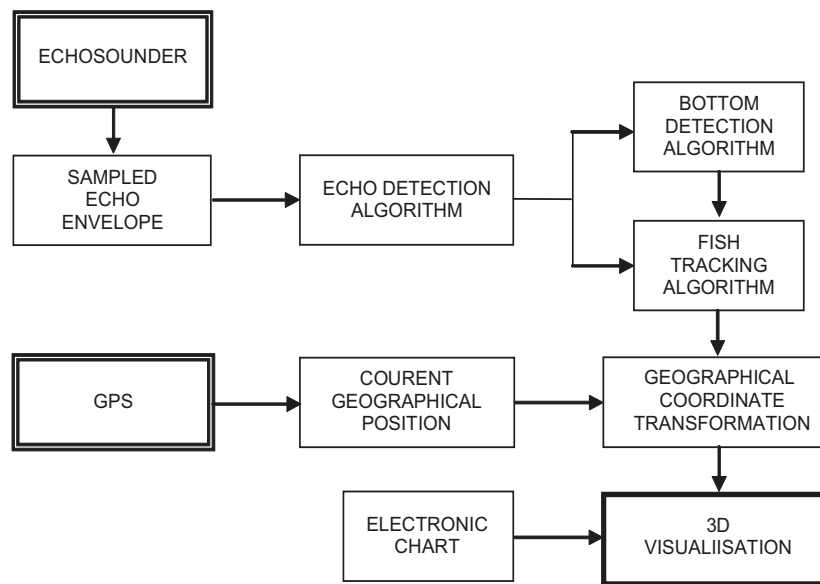 ECHOSOUNDER
BOTTOM
DETECTION
ALGORITHM
SAMPLED
ECHO
ENVELOPE
ECHO DETECTION
ALGORITHM
FISH
TRACKING
ALGORITHM
GPS
COURENT
GEOGRAPHICAL
POSITION
GEOGRAPHICAL
COORDINATE
TRANSFORMATION
ELECTRONIC
CHART
3D
VISUALIISATION